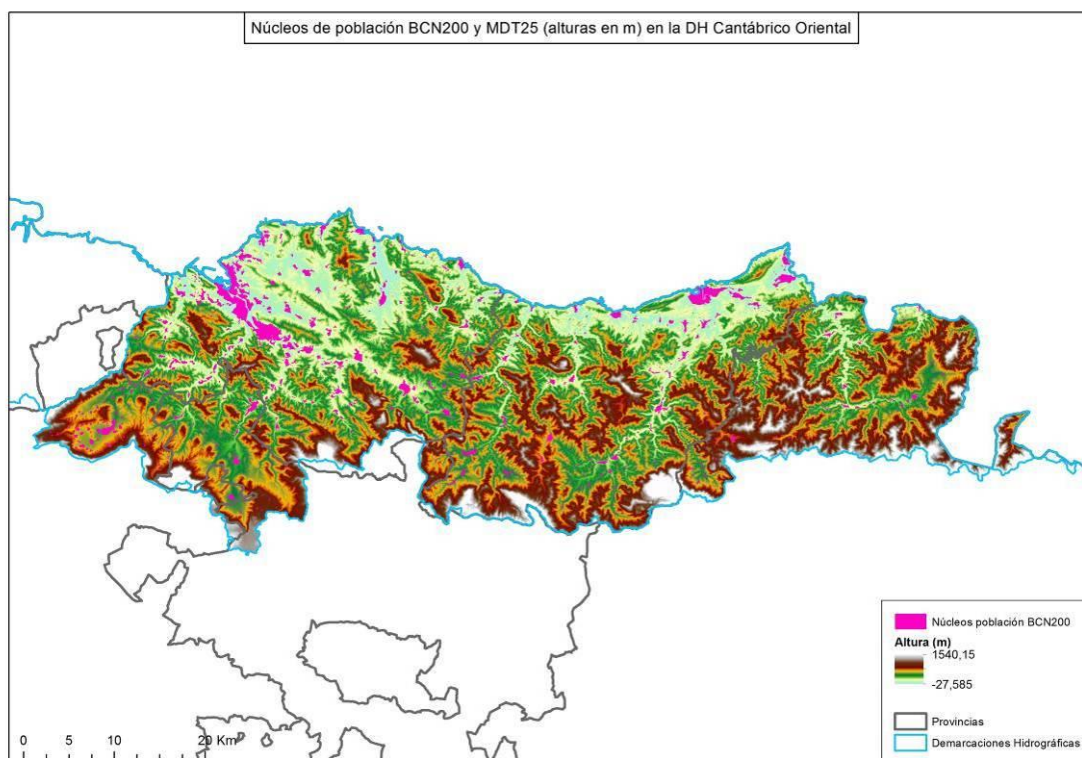 Núcleos de población BCN200 y MDT25 (alturas en m) en la DH Cantábrico Oriental
Núcleos población BCN200
Altura (m)
1540,15
-27,585
Provincias
Demarcaciones Hidrográficas
0 5 10 20 Km